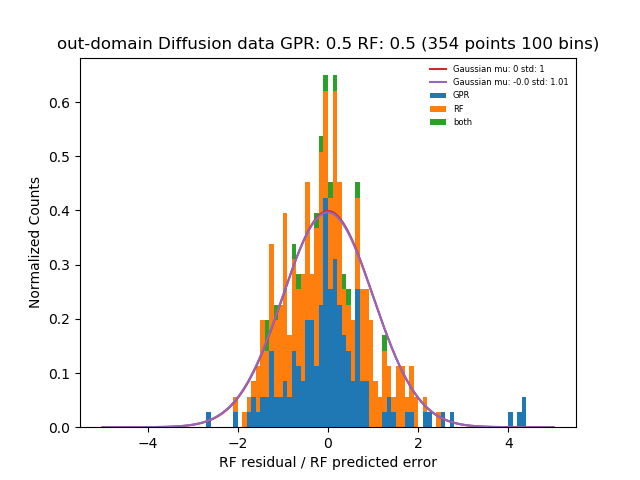 out-domain Diffusion data GPR: 0.5 RF: 0.5 (354 points 100 bins)
Gaussian mu: 0 std: 1
Gaussian mu: -0.0 std: 1.01
GPR
RF
both
Normalized Counts
0.6
0.5
0.4
0.3
0.2
0.1
0.0
−4 −2 0 2 4
RF residual / RF predicted error